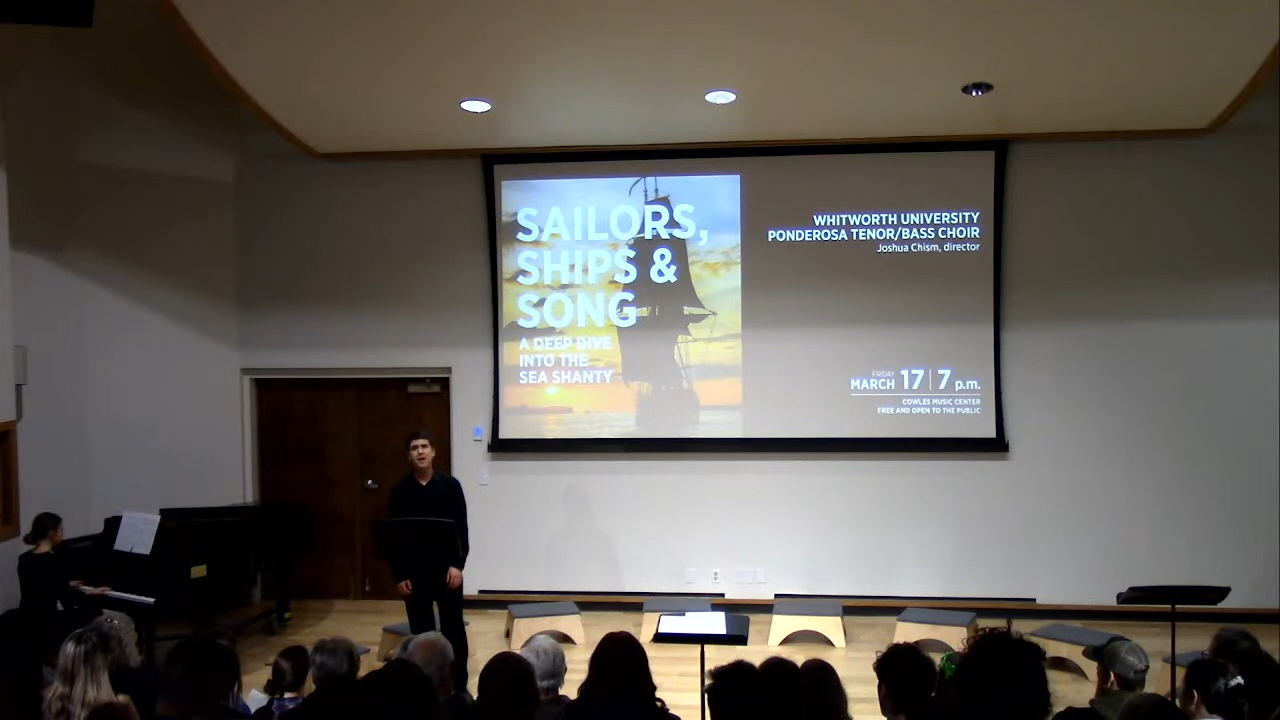 SAILORS,
SHIPS &
SONG
A DEEP DIVE
INTO THE
SEA SHANTY
WHITWORTH UNIVERSITY
PONDEROSA TENOR/BASS CHOIR
Joshua Chism, director
FRIDAY
MARCH 17 | 7 p.m.
COWLES MUSIC CENTER
FREE AND OPEN TO THE PUBLIC